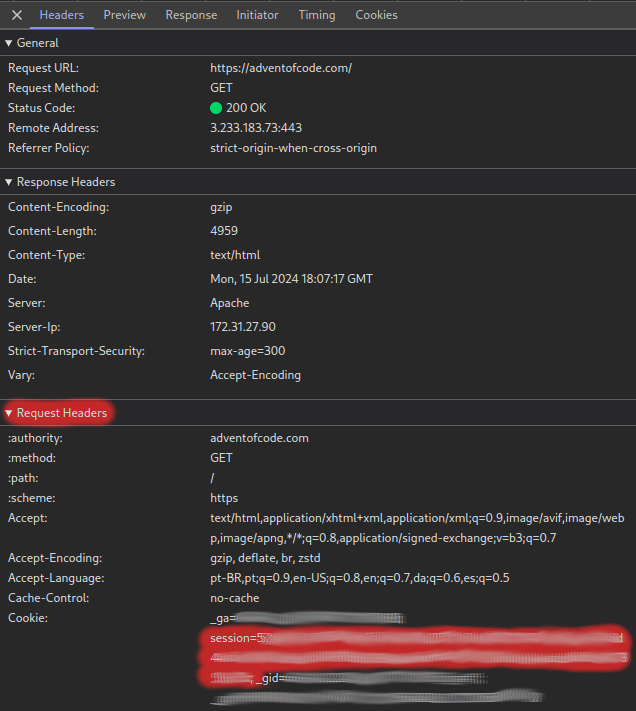 Headers Preview Response Initiator Timing Cookies
General
Request URL: https://adventofcode.com/
Request Method: GET
Status Code: 200 OK
Remote Address: 3.233.183.73:443
Referrer Policy: strict-origin-when-cross-origin
Response Headers
Content-Encoding: gzip
Content-Length: 4959
Content-Type: text/html
Date: Mon, 15 Jul 2024 18:07:17 GMT
Server: Apache
Server-Ip: 172.31.27.90
Strict-Transport-Security: max-age=300
Vary: Accept-Encoding
Request Headers
:authority: adventofcode.com
:method: GET
:path: /
:scheme: https
Accept: text/html,application/xhtml+xml,application/xml;q=0.9,image/avif,image/web
p,image/apng,*/*;q=0.8,application/signed-exchange;v=b3;q=0.7
Accept-Encoding: gzip, deflate, br, zstd
Accept-Language: pt-BR,pt;q=0.9,en-US;q=0.8,en;q=0.7,da;q=0.6,es;q=0.5
Cache-Control: no-cache
Cookie: _ga=
session=5
; _gid=